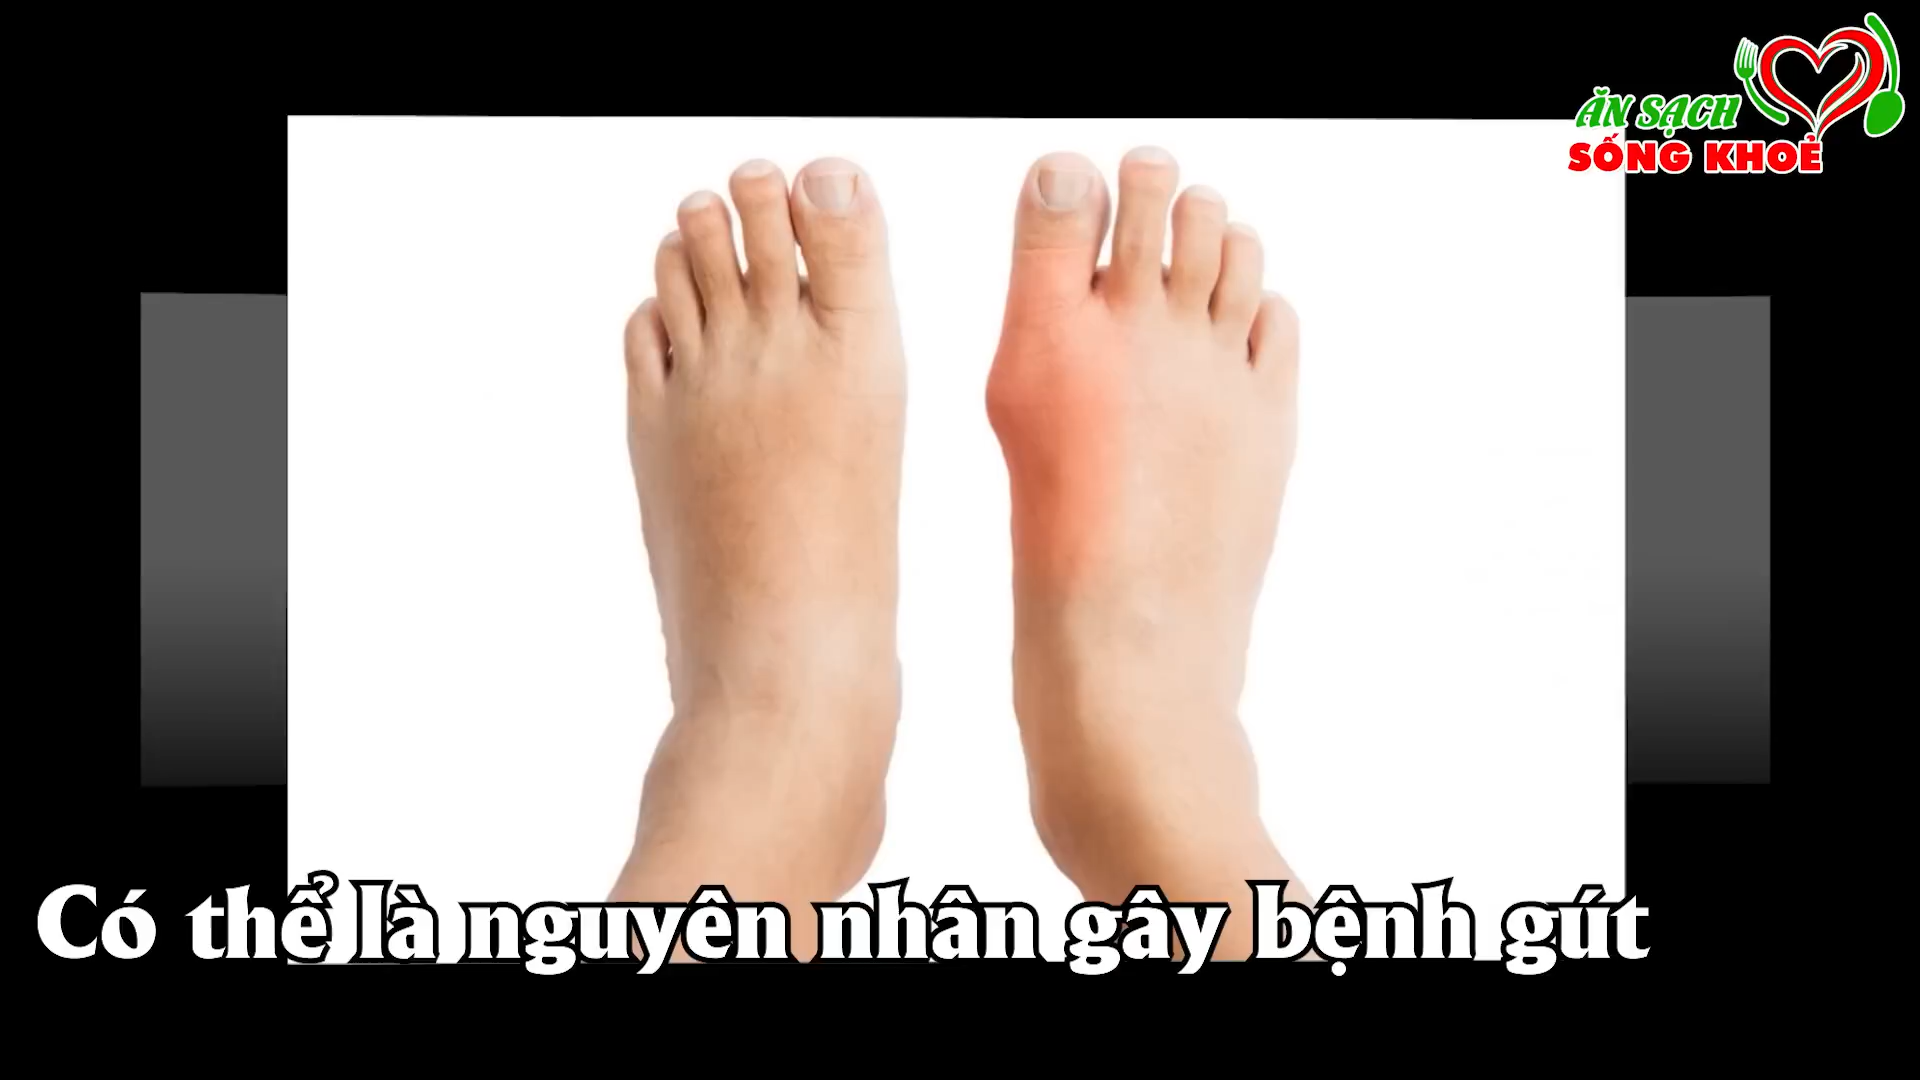 ĂN SẠCH
SỐNG KHOẺ
Có thể là nguyên nhân gây bệnh gút